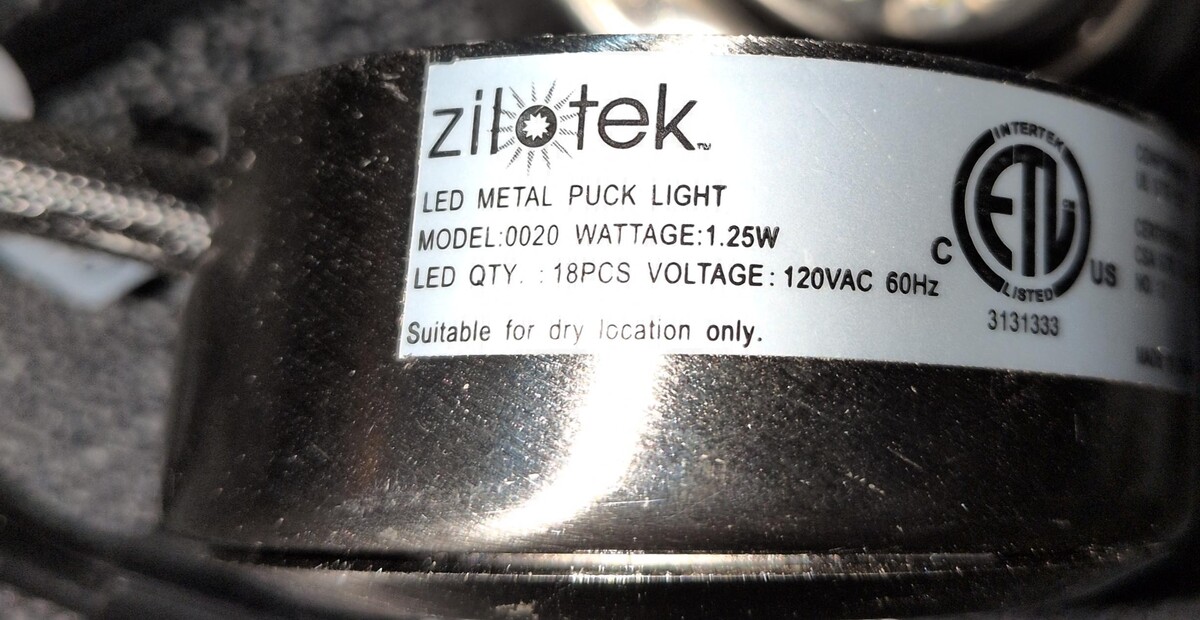 zilotek™
LED METAL PUCK LIGHT
MODEL:0020 WATTAGE:1.25W
LED QTY. : 18PCS VOLTAGE: 120VAC 60Hz
Suitable for dry location only.
INTERTEK
C ETL US
LISTED
3131333